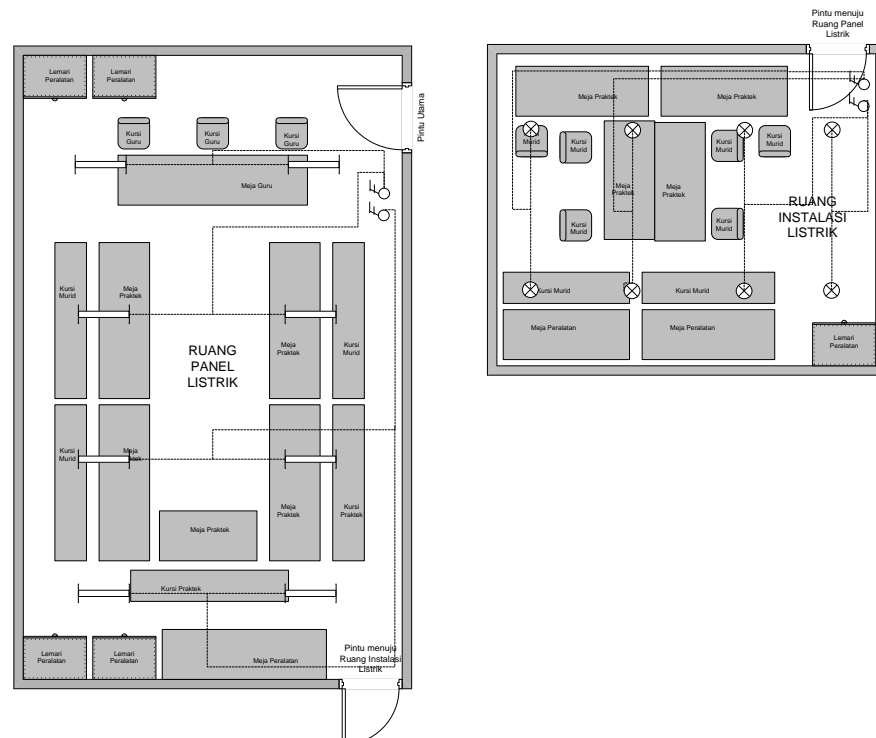 Lemari
Peralatan
Lemari
Peralatan
Kursi
Guru
Kursi
Guru
Kursi
Guru
Pintu Utama
Meja Guru
Kursi
Murid
Meja
Praktek
Meja
Praktek
Kursi
Murid
RUANG
PANEL
LISTRIK
Kursi
Murid
Meja
Meja
Praktek
Kursi
Praktek
Meja Praktek
Kursi Praktek
Lemari
Peralatan
Lemari
Peralatan
Meja Peralatan
Pintu menuju
Ruang Instalasi
Listrik
Pintu menuju
Ruang Panel
Listrik
Meja Praktek
Meja Praktek
Murid
Kursi
Murid
Kursi
Murid
Kursi
Murid
Meja
Praktek
Meja
Praktek
Kursi
Murid
Kursi
Murid
RUANG
INSTALASI
LISTRIK
Kursi Murid
Kursi Murid
Meja Peralatan
Meja Peralatan
Lemari
Peralatan